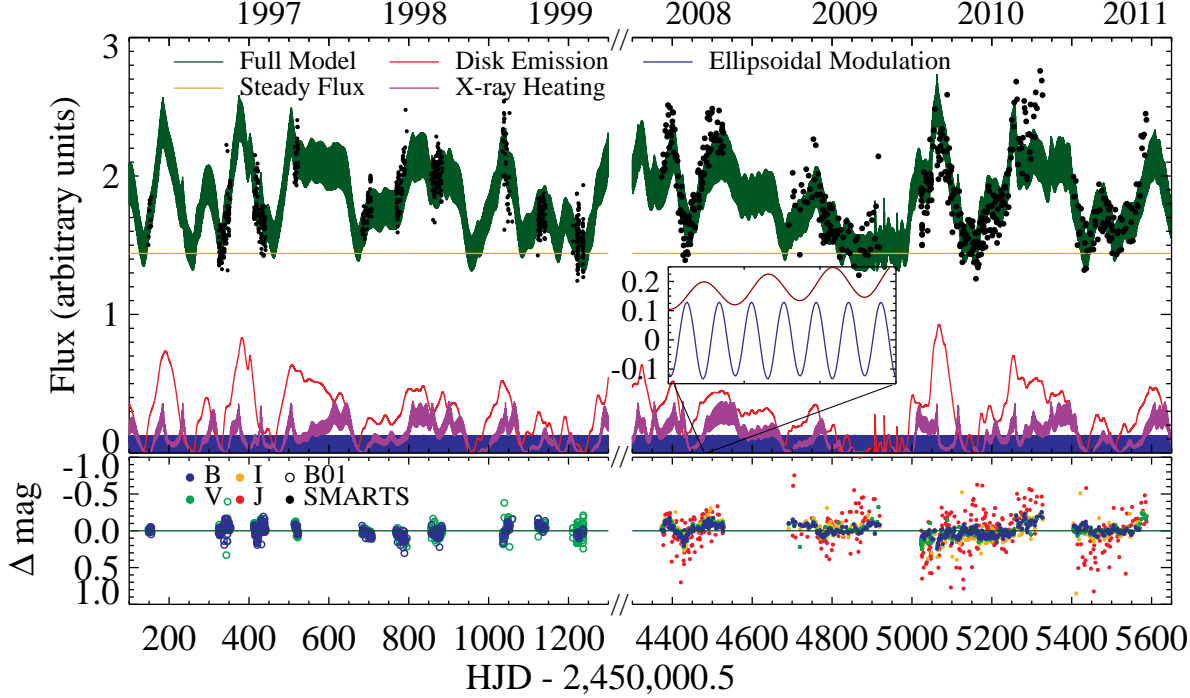 1997 1998 1999 2008 2009 2010 2011
3
Full Model Disk Emission Ellipsoidal Modulation
Steady Flux X-ray Heating
2
1
0
Flux (arbitrary units)
0.2
0.1
0
-0.1
-1.0
-0.5
0.0
0.5
1.0
Δ mag
B I B01
V J SMARTS
200 400 600 800 1000 1200 4400 4600 4800 5000 5200 5400 5600
HJD - 2,450,000.5